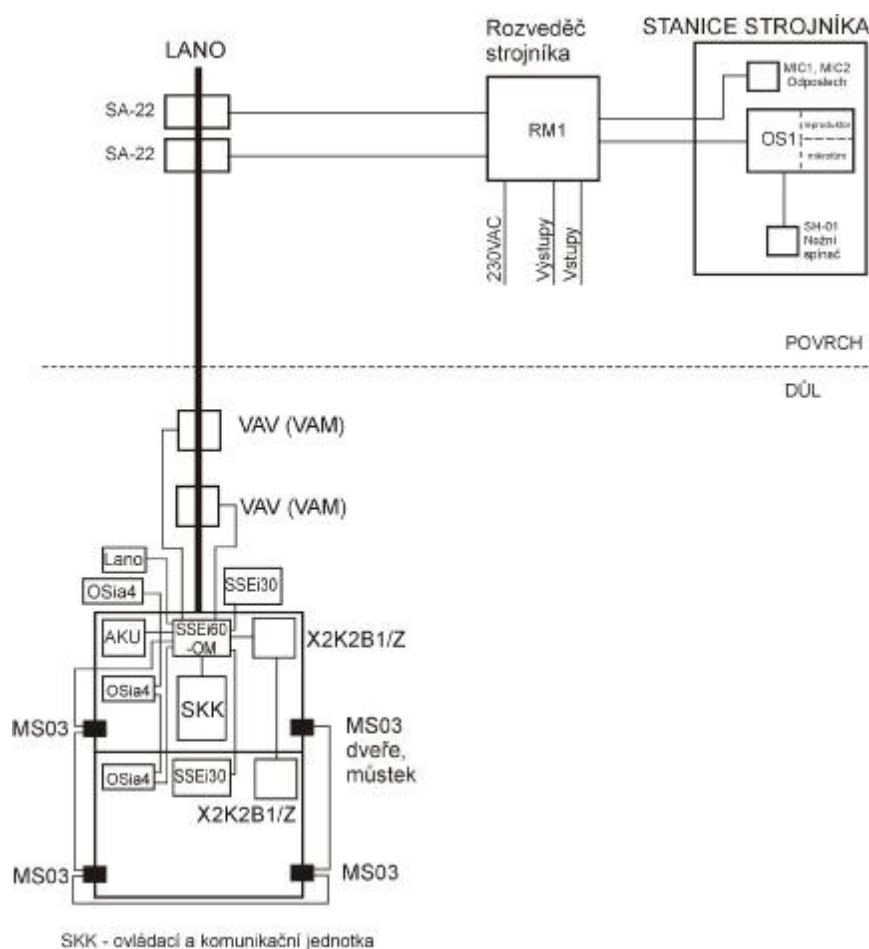 LANO
Rozveděč
strojníka
STANICE STROJNÍKA
SA-22
SA-22
RM1
MIC1, MIC2
Odposlech
OS1
reproduktor
mikrofon
SH-01
Nožní
spínač
230VAC
Výstupy
Vstupy
POVRCH
DŮL
VAV (VAM)
VAV (VAM)
Lano
OSia4
SSEi30
AKU
SSEi60
-OM
X2K2B1/Z
OSia4
SKK
MS03
MS03
dveře,
můstek
OSia4
SSEi30
X2K2B1/Z
MS03
MS03
SKK - ovládací a komunikační jednotka